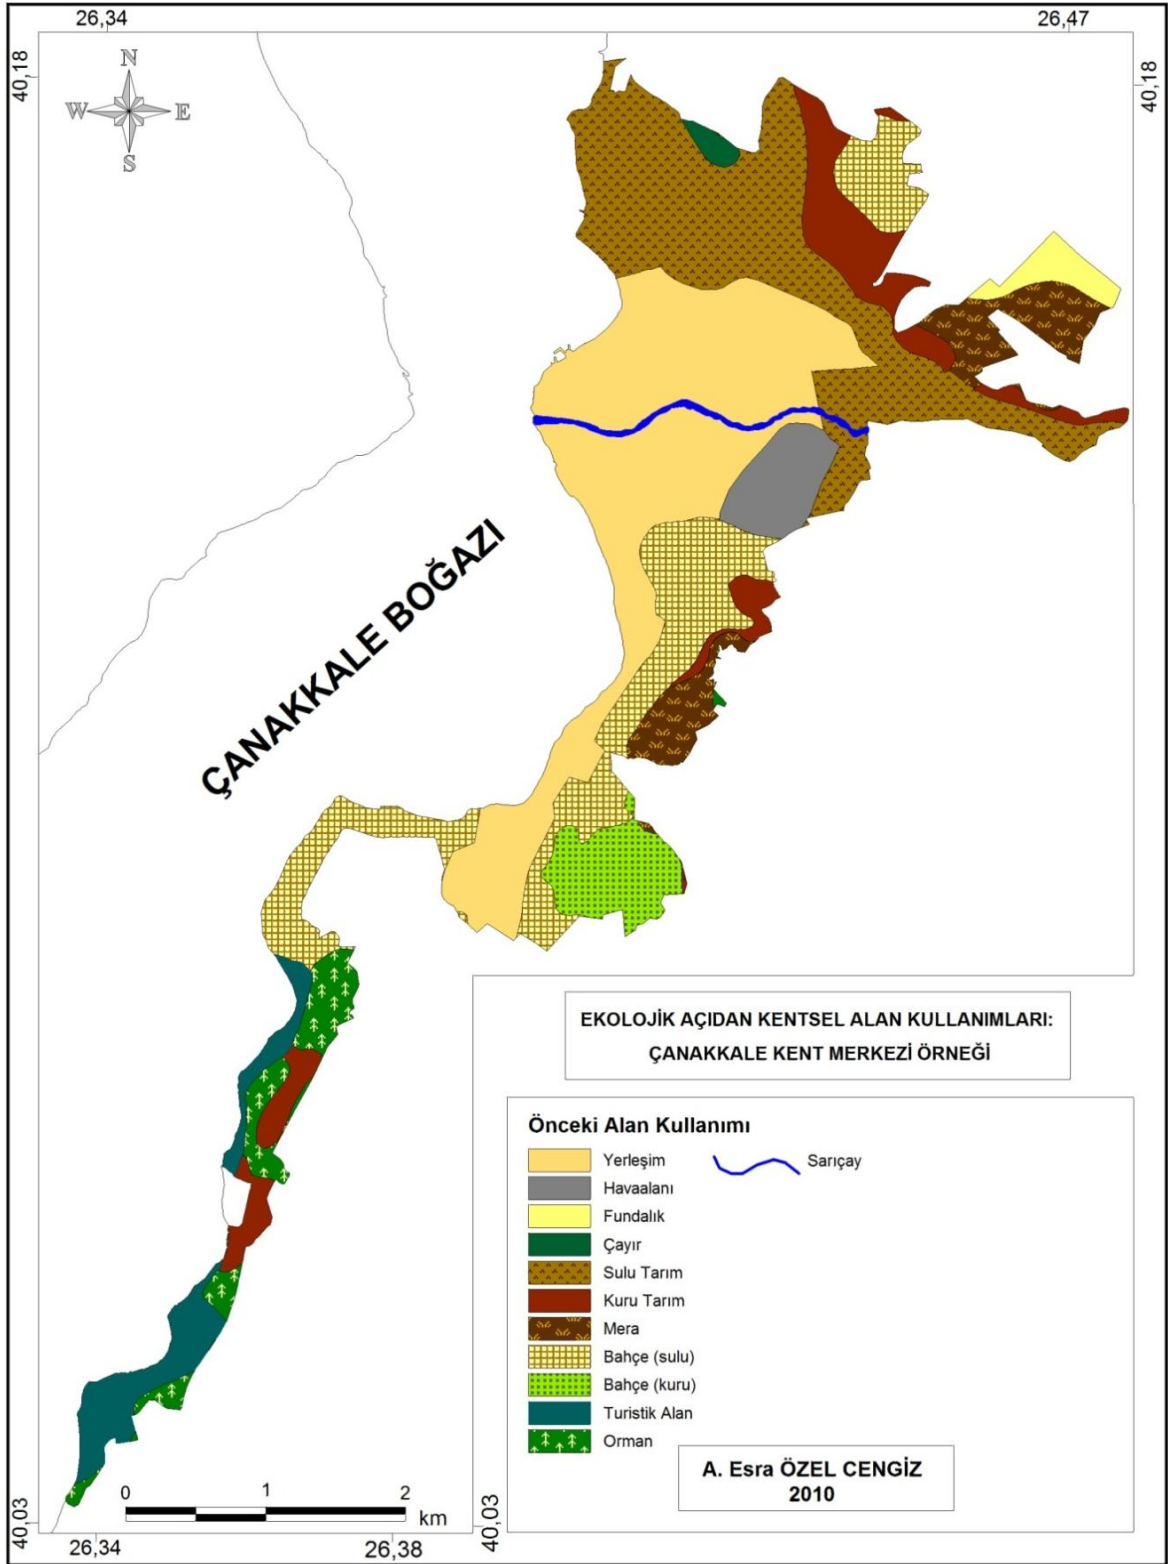 26,34
26,47
40,18
40,18
N
W
E
S
ÇANAKKALE BOĞAZI
EKOLOJİK AÇIDAN KENTSEL ALAN KULLANIMLARI:
ÇANAKKALE KENT MERKEZİ ÖRNEĞİ
Önceki Alan Kullanımı
Yerleşim
Sarıçay
Havaalanı
Fundalık
Çayır
Sulu Tarım
Kuru Tarım
Mera
Bahçe (sulu)
Bahçe (kuru)
Turistik Alan
Orman
A. Esra ÖZEL CENGİZ
2010
0 1 2
km
40,03
40,03
26,34
26,38